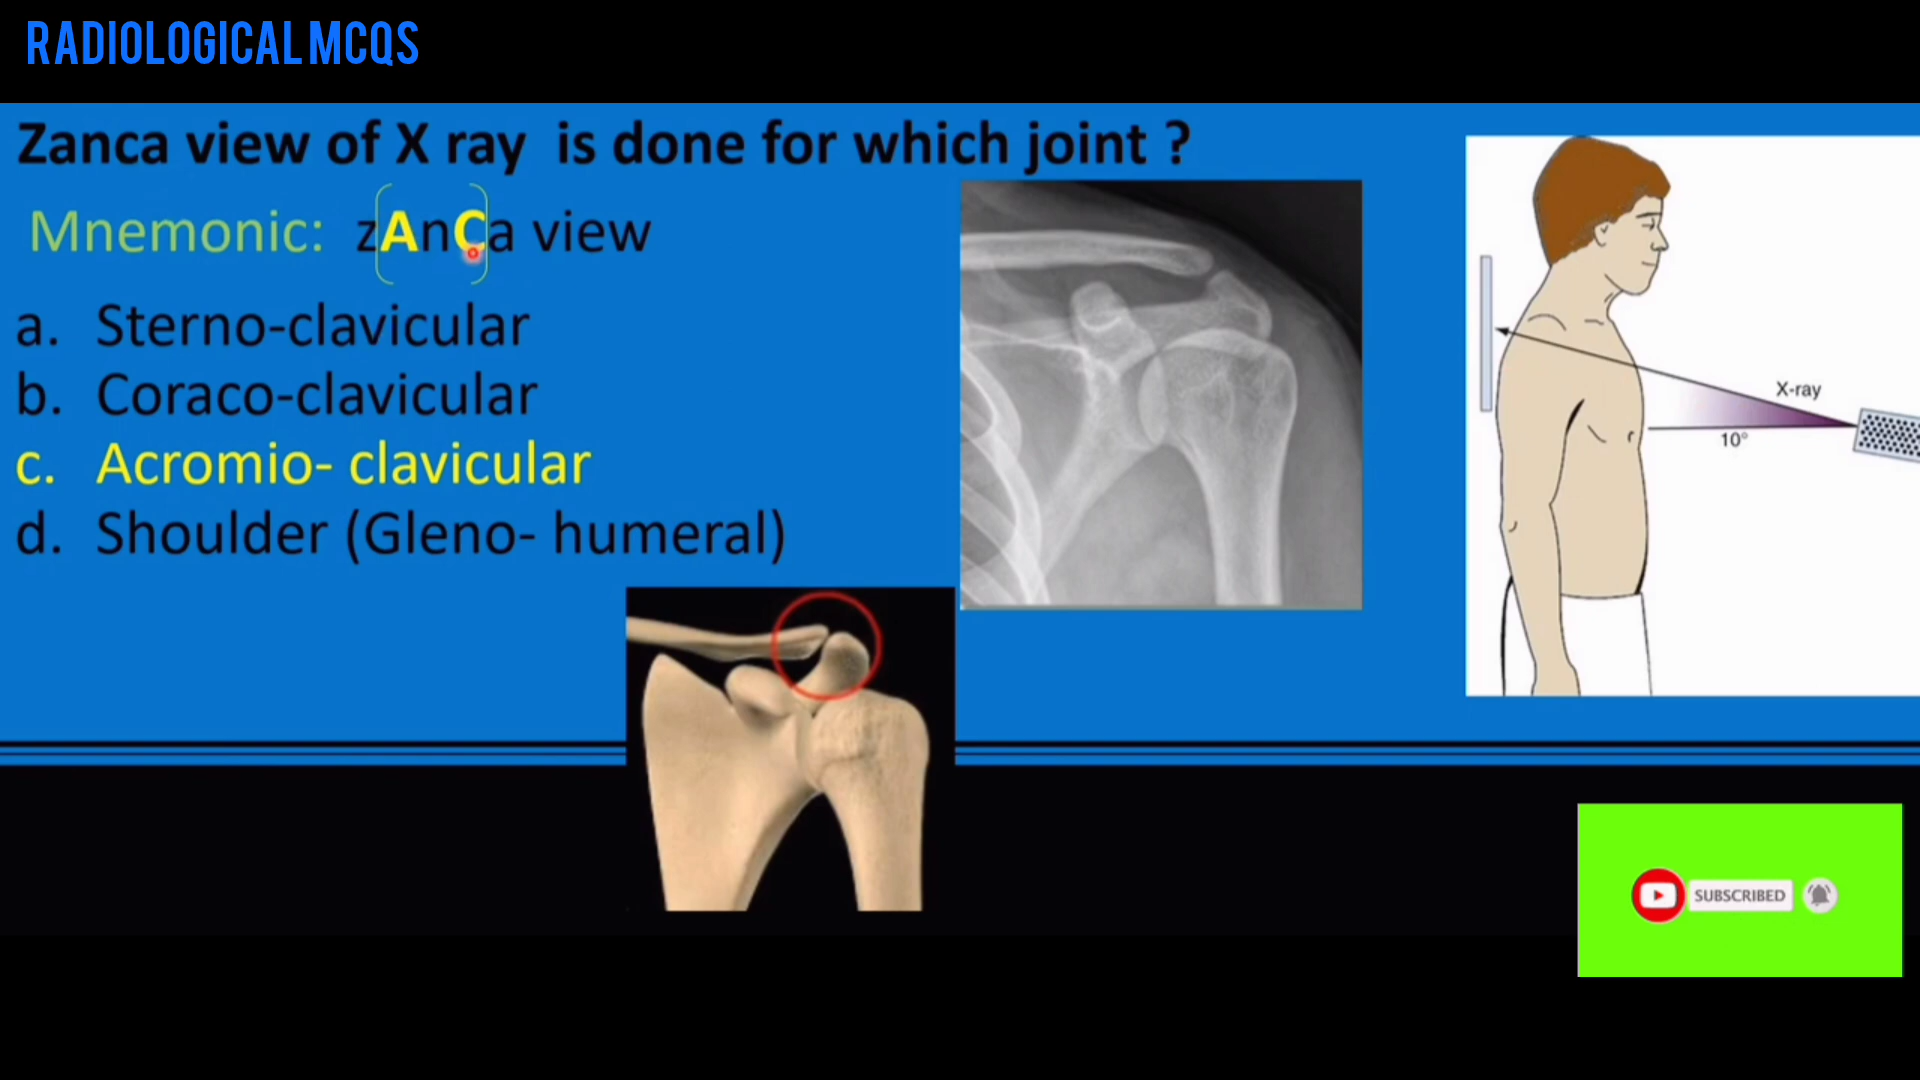 RADIOLOGICAL MCQS
Zanca view of X ray is done for which joint ?
Mnemonic: zAnCa view
a. Sterno-clavicular
b. Coraco-clavicular
c. Acromio- clavicular
d. Shoulder (Gleno- humeral)
X-ray
10°
SUBSCRIBED